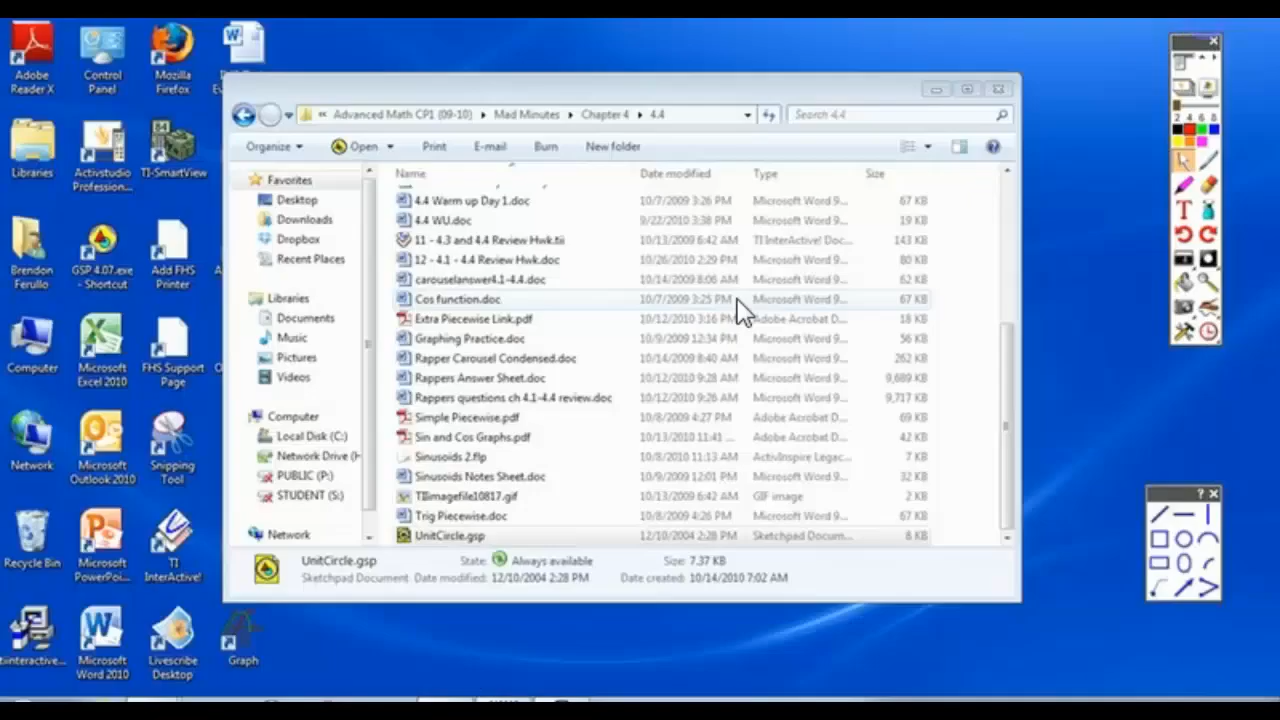 Adobe Reader X
Control Panel
Mozilla Firefox
Libraries
Activstudio Profession...
TI-SmartView
Brendon Ferullo
GSP 4.07.exe - Shortcut
Add FHS Printer
Computer
Microsoft Excel 2010
FHS Support Page
Network
Microsoft Outlook 2010
Snipping Tool
Recycle Bin
Microsoft PowerPoi...
TI InterActive!
tiinteractive...
Microsoft Word 2010
Livescribe Desktop
Graph
« Advanced Math CP1 (09-10) Mad Minutes Chapter 4 4.4
Search 4.4
Organize Open Print E-mail Burn New folder
Favorites
Desktop
Downloads
Dropbox
Recent Places
Libraries
Documents
Music
Pictures
Videos
Computer
Local Disk (C:)
Network Drive (H
PUBLIC (P:)
STUDENT (S:)
Network
Name Date modified Type Size
4.4 Warm up Day 1.doc 10/7/2009 3:26 PM Microsoft Word 9... 67 KB
4.4 WU.doc 9/22/2010 3:38 PM Microsoft Word 9... 19 KB
11 - 4.3 and 4.4 Review Hwk.tii 10/13/2009 6:42 AM TI InterActive! Doc... 143 KB
12 - 4.1 - 4.4 Review Hwk.doc 10/26/2010 2:29 PM Microsoft Word 9... 80 KB
carouselanswer4.1-4.4.doc 10/14/2009 8:06 AM Microsoft Word 9... 62 KB
Cos function.doc 10/7/2009 3:25 PM Microsoft Word 9... 67 KB
Extra Piecewise Link.pdf 10/12/2010 3:16 PM Adobe Acrobat D... 18 KB
Graphing Practice.doc 10/9/2009 12:34 PM Microsoft Word 9... 56 KB
Rapper Carousel Condensed.doc 10/14/2009 8:40 AM Microsoft Word 9... 262 KB
Rappers Answer Sheet.doc 10/12/2010 9:28 AM Microsoft Word 9... 9,689 KB
Rappers questions ch 4.1-4.4 review.doc 10/12/2010 9:26 AM Microsoft Word 9... 9,717 KB
Simple Piecewise.pdf 10/8/2009 4:27 PM Adobe Acrobat D... 69 KB
Sin and Cos Graphs.pdf 10/13/2010 11:41 ... Adobe Acrobat D... 42 KB
Sinusoids 2.flp 10/8/2010 11:13 AM ActivInspire Legac... 7 KB
Sinusoids Notes Sheet.doc 10/9/2009 12:01 PM Microsoft Word 9... 32 KB
TIImagefile10817.gif 10/13/2009 6:42 AM GIF image 2 KB
Trig Piecewise.doc 10/8/2009 4:26 PM Microsoft Word 9... 67 KB
UnitCircle.gsp 12/10/2004 2:28 PM Sketchpad Docum... 8 KB
UnitCircle.gsp State: Always available Size: 7.37 KB
Sketchpad Document Date modified: 12/10/2004 2:28 PM Date created: 10/14/2010 7:02 AM
2 4 6 8
T